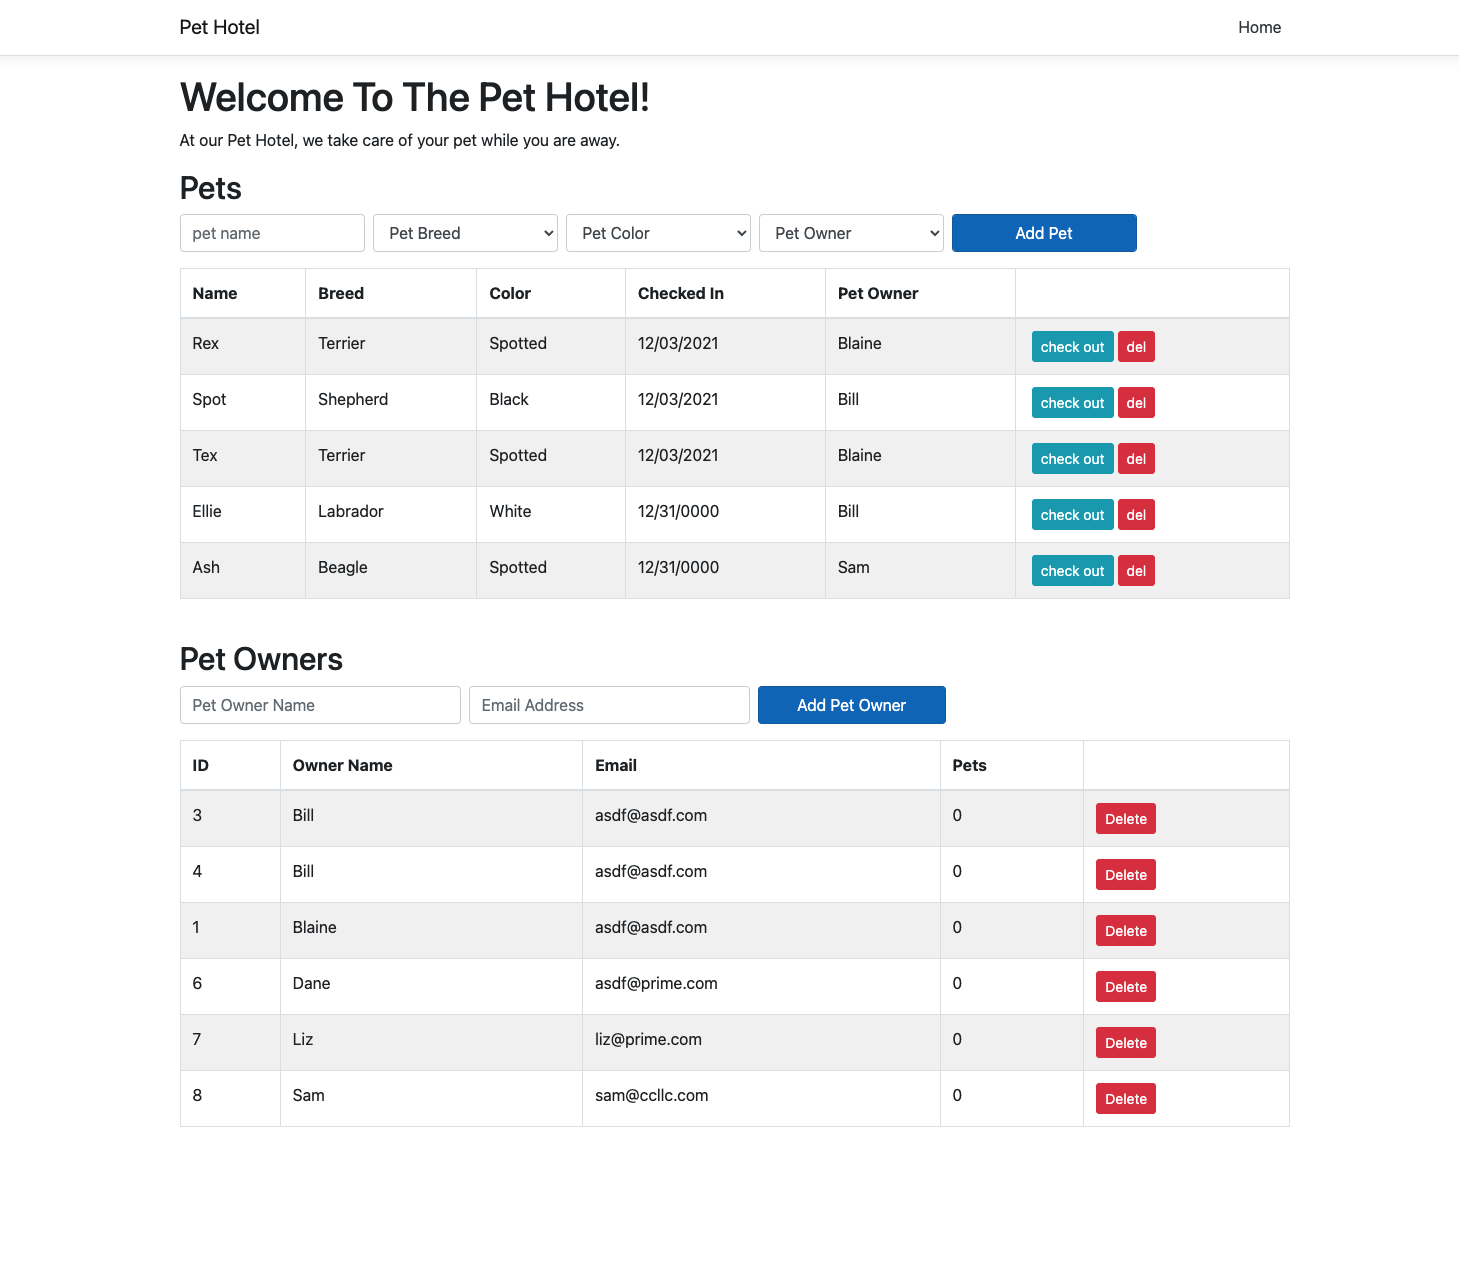 Pet Hotel Home
Welcome To The Pet Hotel!
At our Pet Hotel, we take care of your pet while you are away.
Pets
pet name Pet Breed Pet Color Pet Owner Add Pet
Name Breed Color Checked In Pet Owner
Rex Terrier Spotted 12/03/2021 Blaine check out del
Spot Shepherd Black 12/03/2021 Bill check out del
Tex Terrier Spotted 12/03/2021 Blaine check out del
Ellie Labrador White 12/31/0000 Bill check out del
Ash Beagle Spotted 12/31/0000 Sam check out del
Pet Owners
Pet Owner Name Email Address Add Pet Owner
ID Owner Name Email Pets
3 Bill asdf@asdf.com 0 Delete
4 Bill asdf@asdf.com 0 Delete
1 Blaine asdf@asdf.com 0 Delete
6 Dane asdf@prime.com 0 Delete
7 Liz liz@prime.com 0 Delete
8 Sam sam@ccllc.com 0 Delete